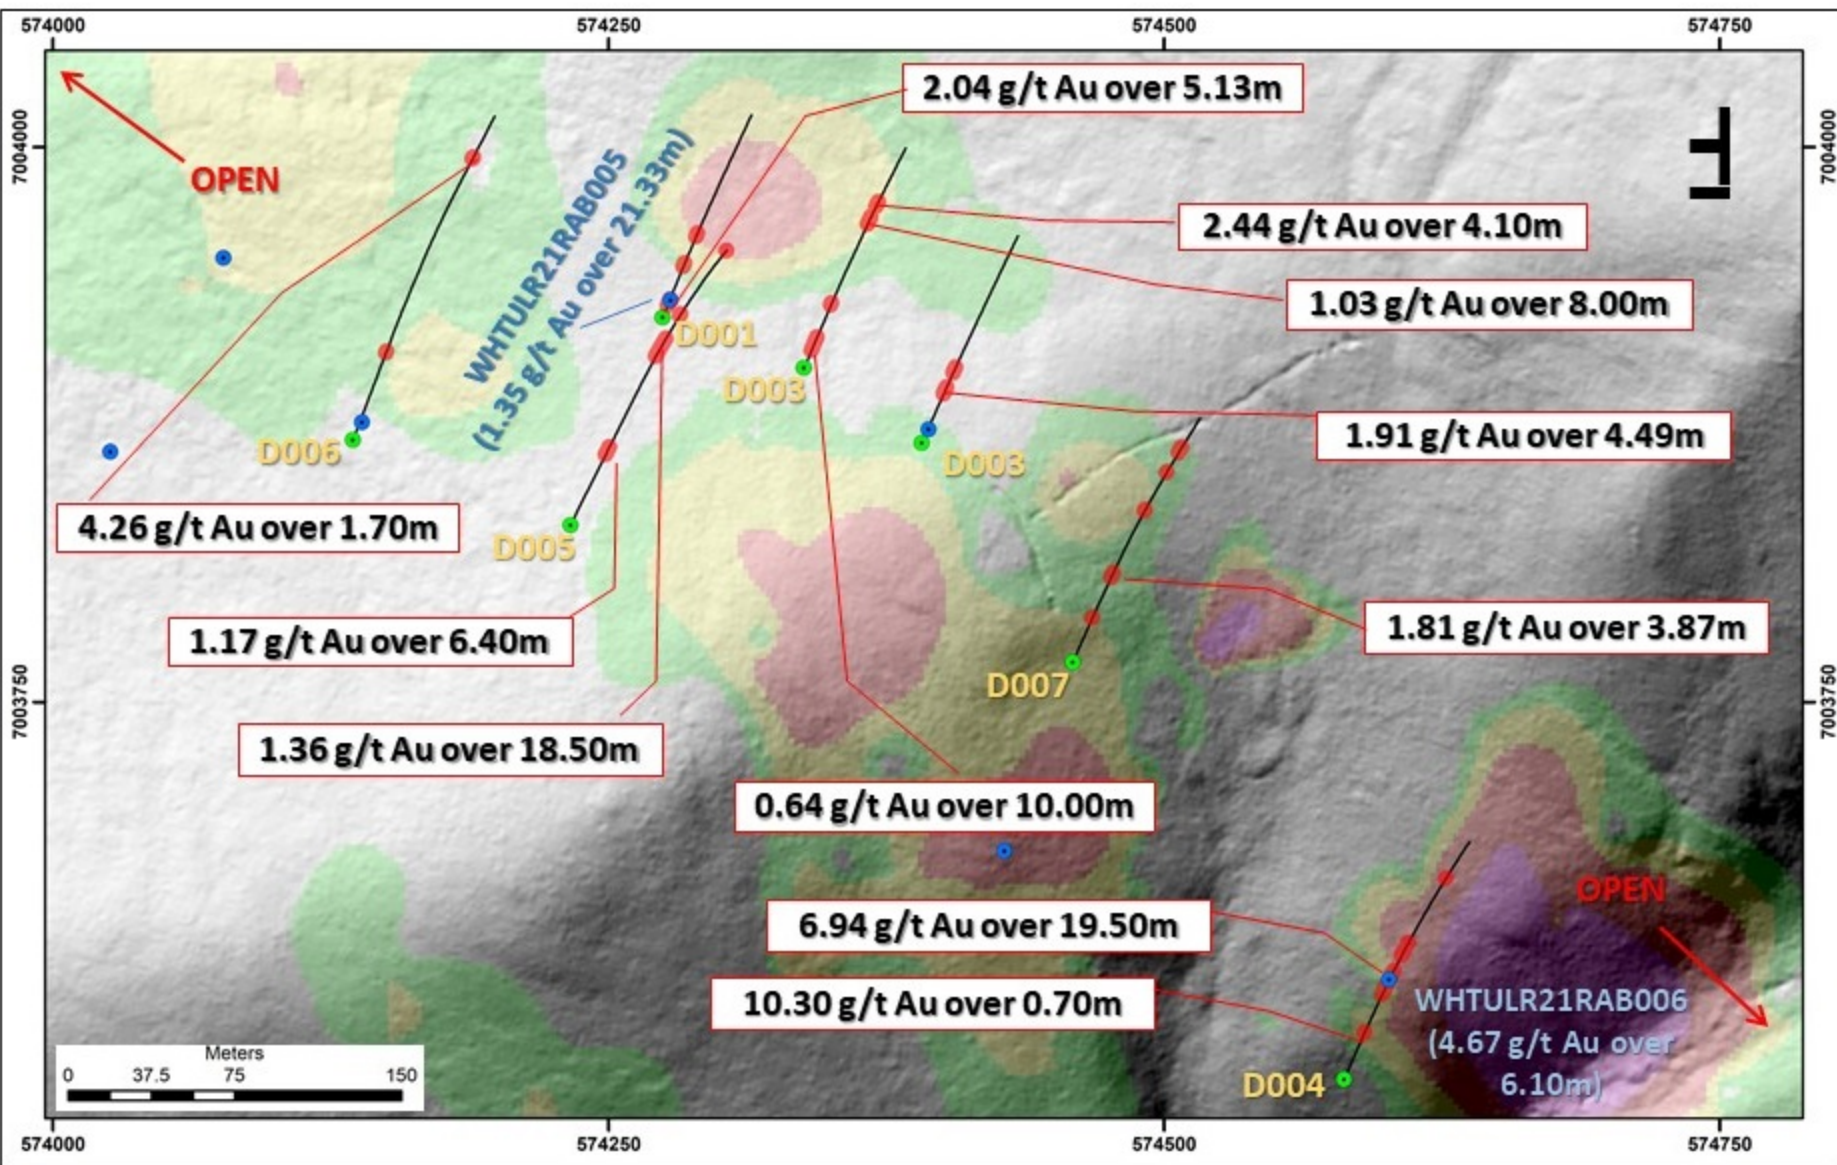 574000
574250
574500
574750
7004000
7004000
2.04 g/t Au over 5.13m
OPEN
WHTULR21RAB005
(1.35 g/t Au over 21.33m)
2.44 g/t Au over 4.10m
1.03 g/t Au over 8.00m
D001
D003
1.91 g/t Au over 4.49m
D006
D003
4.26 g/t Au over 1.70m
D005
1.17 g/t Au over 6.40m
1.81 g/t Au over 3.87m
D007
7003750
7003750
1.36 g/t Au over 18.50m
0.64 g/t Au over 10.00m
OPEN
6.94 g/t Au over 19.50m
10.30 g/t Au over 0.70m
WHTULR21RAB006
(4.67 g/t Au over
6.10m)
D004
Meters
0 37.5 75 150
574000
574250
574500
574750